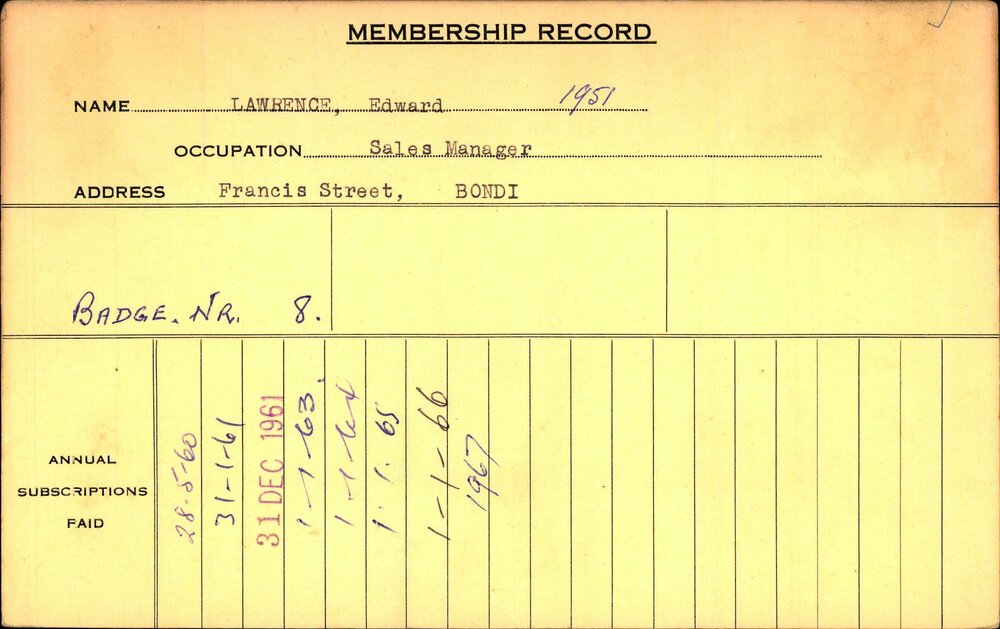 MEMBERSHIP RECORD
NAME LAWRENCE, Edward 1951
OCCUPATION Sales Manager
ADDRESS Francis Street, BONDI
BADGE. NR. 8.
ANNUAL
SUBSCRIPTIONS
PAID
28-5-60
31-1-61
31 DEC 1961
1-1-63.
1-1-64
1.1.65
1-1-66
1967